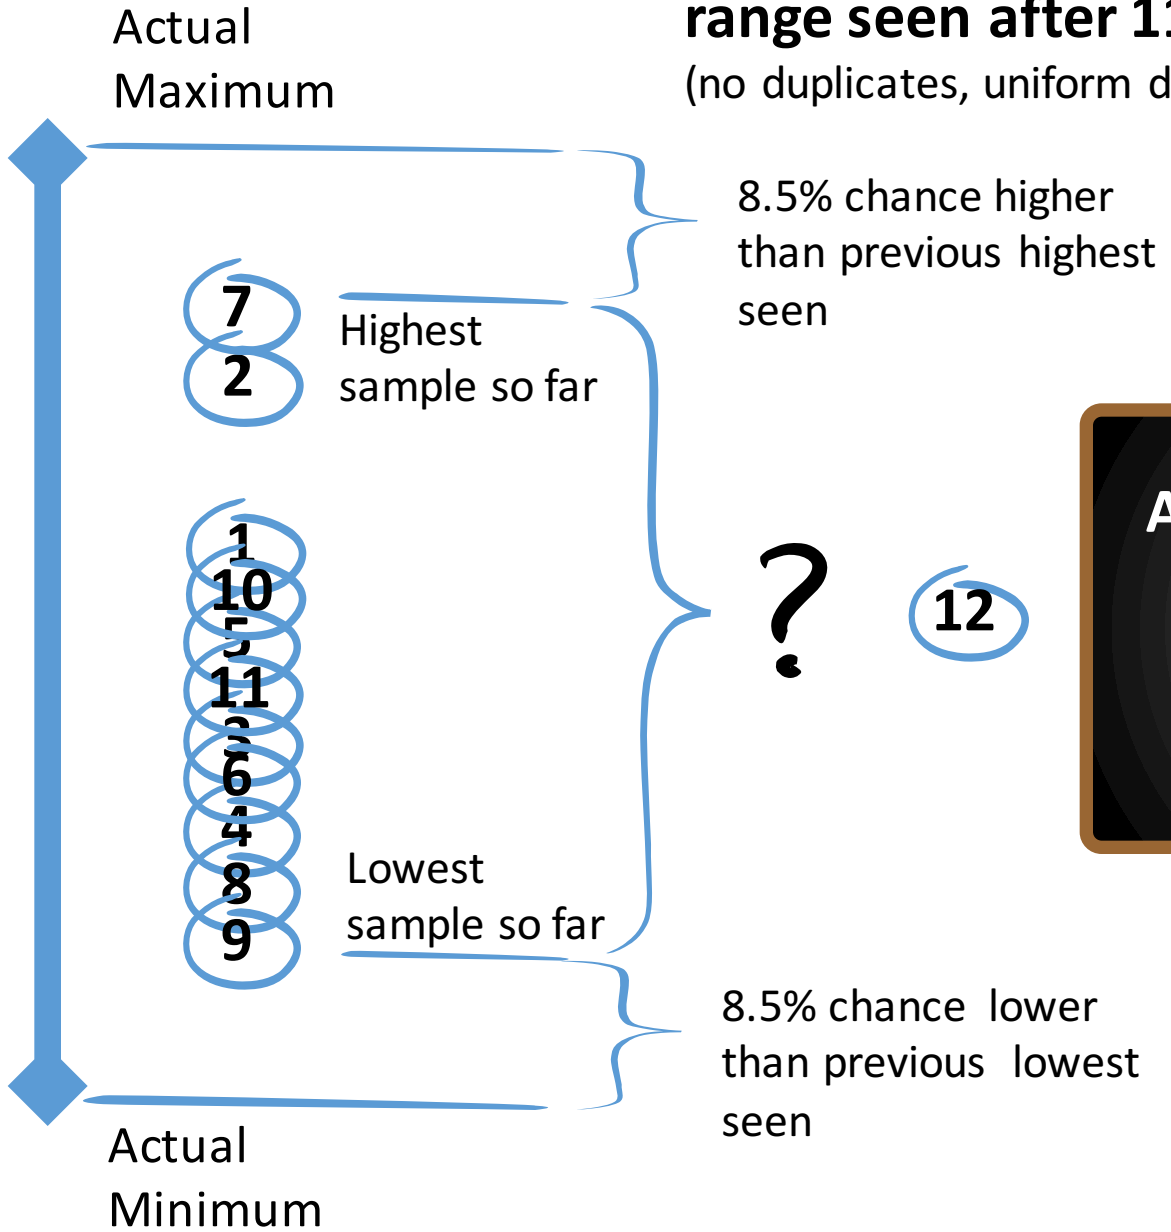 Actual
Maximum
range seen after 11
(no duplicates, uniform d
8.5% chance higher
than previous highest
seen
7
2
Highest
sample so far
1
10
5
11
3
6
4
8
9
?
12
A
Lowest
sample so far
8.5% chance lower
than previous lowest
seen
Actual
Minimum